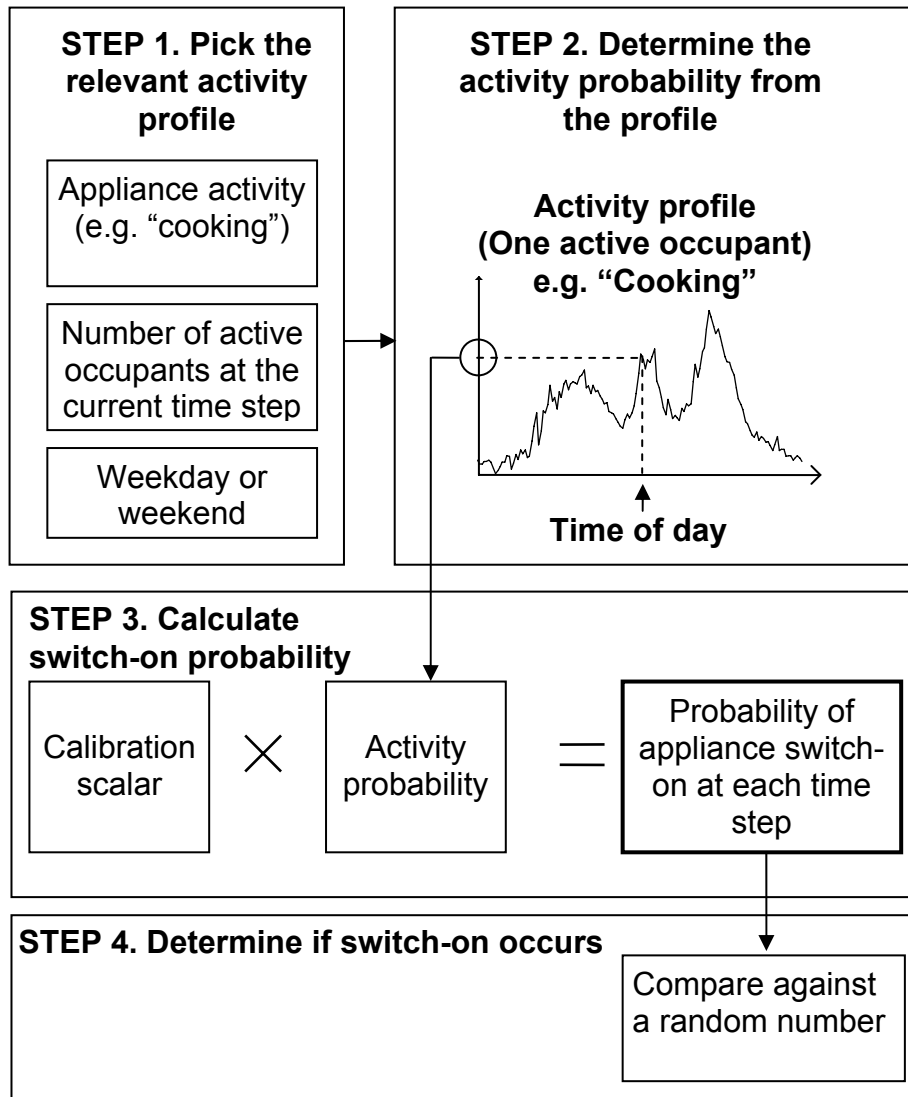 STEP 1. Pick the
relevant activity
profile
Appliance activity
(e.g. “cooking”)
Number of active
occupants at the
current time step
Weekday or
weekend
STEP 2. Determine the
activity probability from
the profile
Activity profile
(One active occupant)
e.g. “Cooking”
Time of day
STEP 3. Calculate
switch-on probability
Calibration
scalar
×
Activity
probability
=
Probability of
appliance switch-
on at each time
step
STEP 4. Determine if switch-on occurs
Compare against
a random number